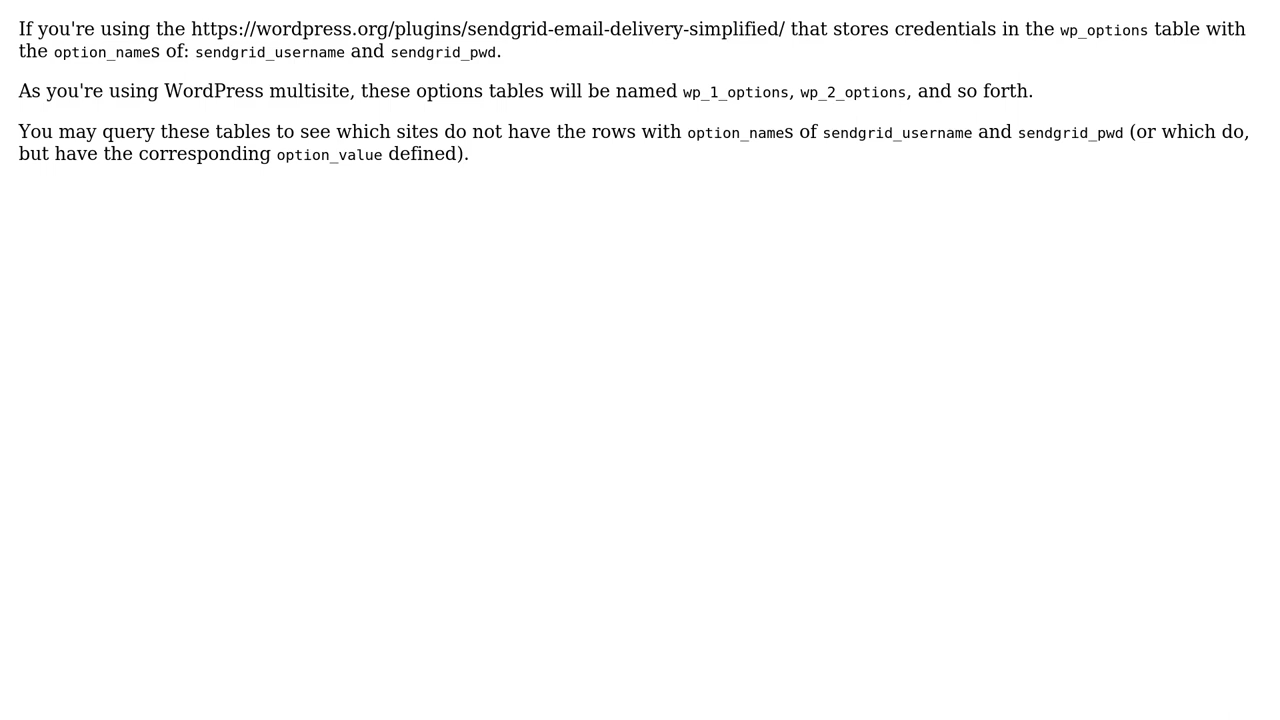 If you're using the https://wordpress.org/plugins/sendgrid-email-delivery-simplified/ that stores credentials in the wp_options table with
the option_names of: sendgrid_username and sendgrid_pwd.
As you're using WordPress multisite, these options tables will be named wp_1_options, wp_2_options, and so forth.
You may query these tables to see which sites do not have the rows with option_names of sendgrid_username and sendgrid_pwd (or which do,
but have the corresponding option_value defined).